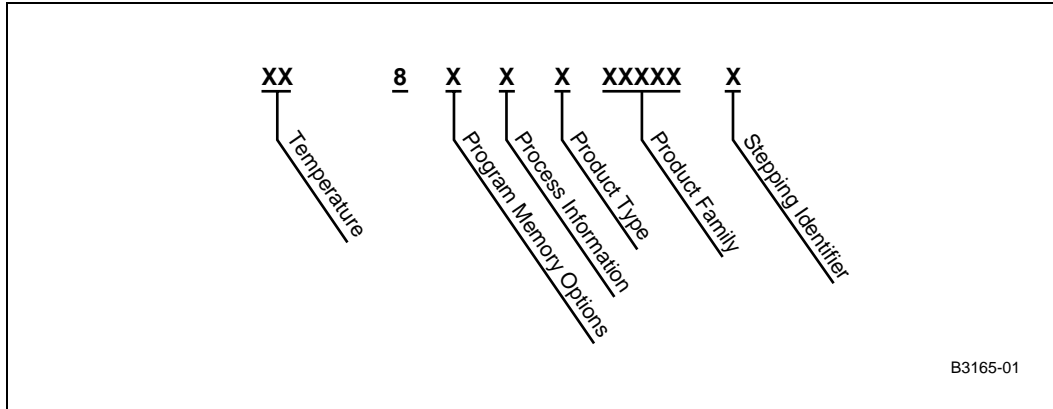 XX 8 X X X XXXXX X
Temperature
Program Memory Options
Process Information
Product Type
Product Family
Stepping Identifier
B3165-01